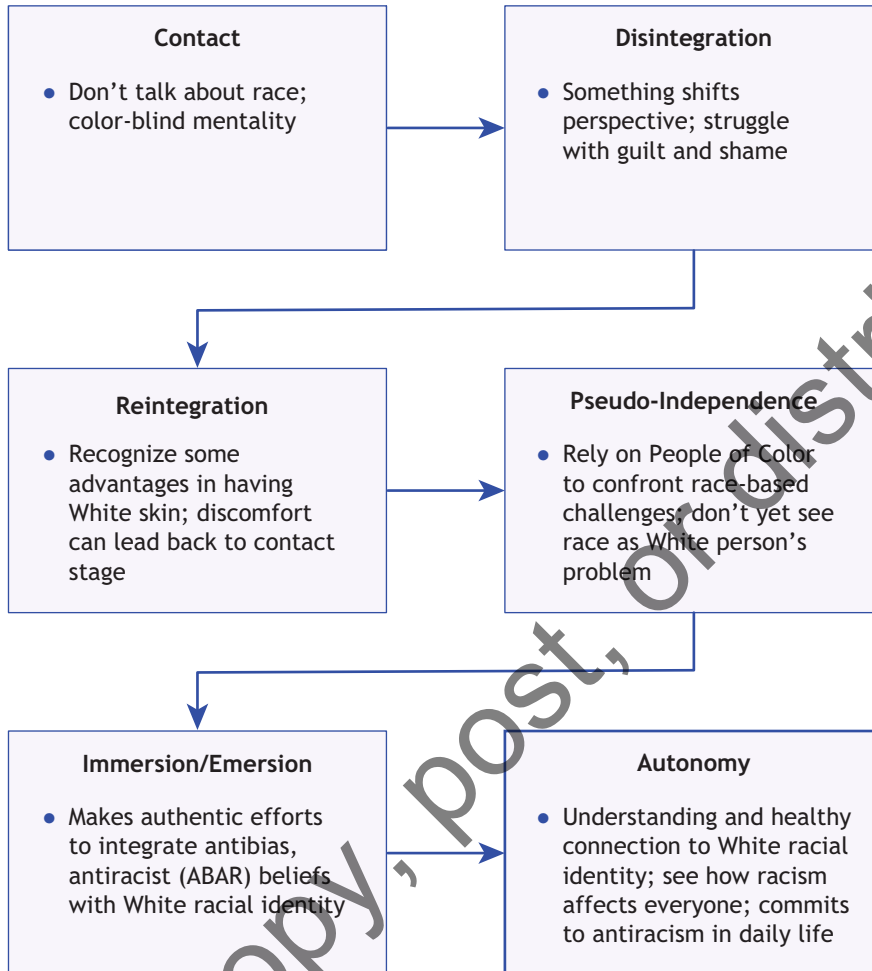 Contact
● Don’t talk about race;
color-blind mentality
Disintegration
● Something shifts
perspective; struggle
with guilt and shame
Reintegration
● Recognize some
advantages in having
White skin; discomfort
can lead back to contact
stage
Pseudo-Independence
● Rely on People of Color
to confront race-based
challenges; don’t yet see
race as White person’s
problem
Immersion/Emersion
● Makes authentic efforts
to integrate antibias,
antiracist (ABAR) beliefs
with White racial identity
Autonomy
● Understanding and healthy
connection to White racial
identity; see how racism
affects everyone; commits
to antiracism in daily life
copy, post, or distri